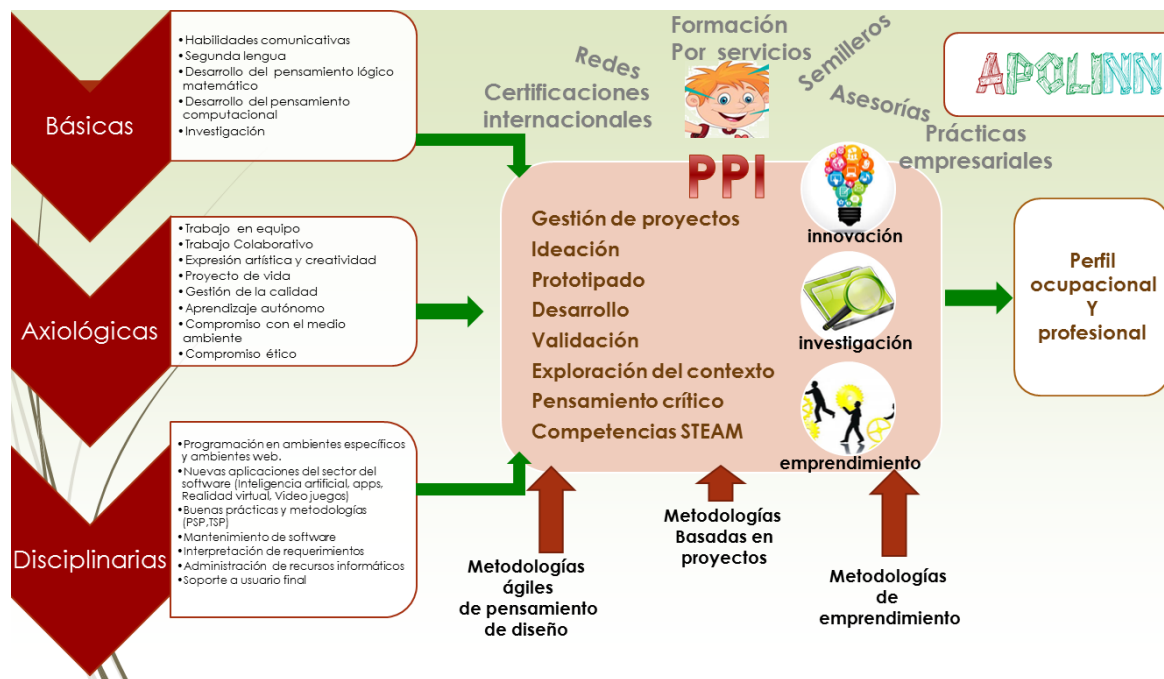 Básicas
•Habilidades comunicativas
•Segunda lengua
•Desarrollo del pensamiento lógico
matemático
•Desarrollo del pensamiento
computacional
•Investigación
Axiológicas
•Trabajo en equipo
•Trabajo Colaborativo
•Expresión artística y creatividad
•Proyecto de vida
•Gestión de la calidad
•Aprendizaje autónomo
•Compromiso con el medio
ambiente
•Compromiso ético
Disciplinarias
•Programación en ambientes específicos
y ambientes web.
•Nuevas aplicaciones del sector del
software (Inteligencia artificial, apps,
Realidad virtual, Video juegos)
•Buenas prácticas y metodologías
(PSP,TSP)
•Mantenimiento de software
•Interpretación de requerimientos
•Administración de recursos informáticos
•Soporte a usuario final
Redes
Certificaciones
internacionales
Formación
Por servicios
Semilleros
Asesorías
Prácticas
empresariales
APOLINN
PPI
Gestión de proyectos
Ideación
Prototipado
Desarrollo
Validación
Exploración del contexto
Pensamiento crítico
Competencias STEAM
innovación
investigación
emprendimiento
Metodologías
ágiles
de pensamiento
de diseño
Metodologías
Basadas en
proyectos
Metodologías
de
emprendimiento
Perfil
ocupacional
Y
profesional